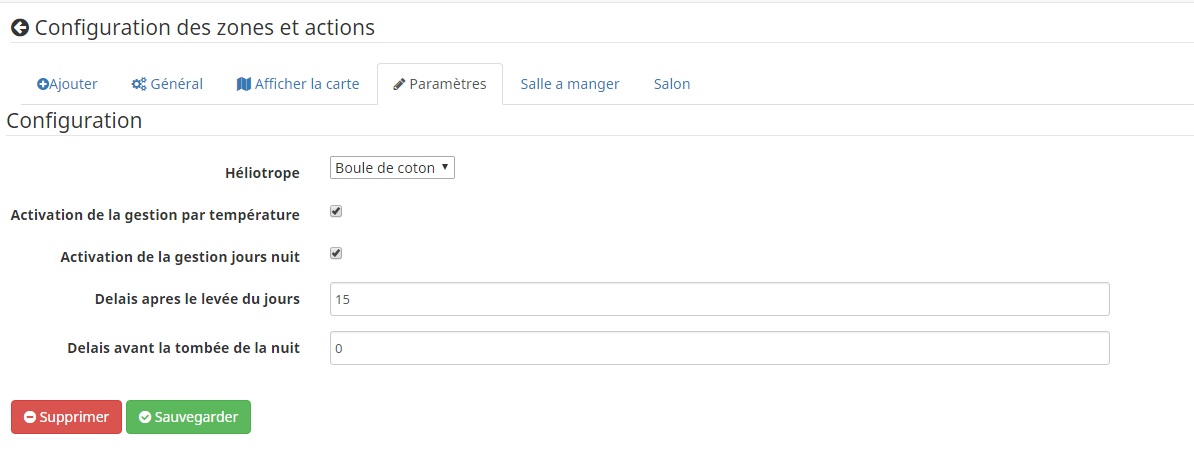 Configuration des zones et actions
Ajouter Général Afficher la carte Paramètres Salle a manger Salon
Configuration
Héliotrope Boule de coton
Activation de la gestion par température
Activation de la gestion jours nuit
Delais apres le levée du jours 15
Delais avant la tombée de la nuit 0
Supprimer Sauvegarder